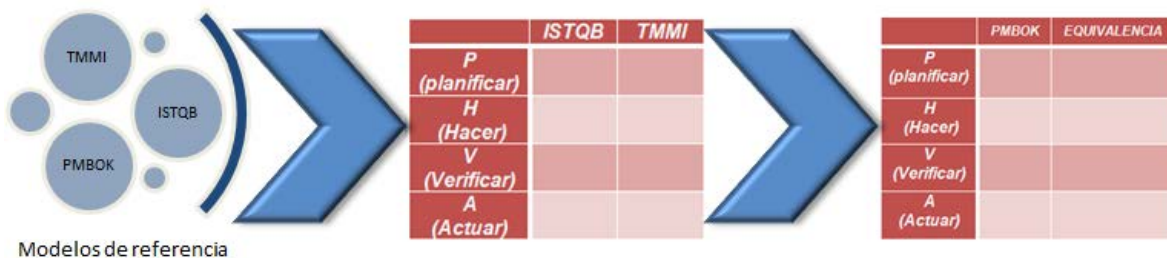 TMMI
ISTQB
PMBOK
Modelos de referencia
ISTQB TMMI
P
(planificar)
H
(Hacer)
V
(Verificar)
A
(Actuar)
PMBOK EQUIVALENCIA
P
(planificar)
H
(Hacer)
V
(Verificar)
A
(Actuar)